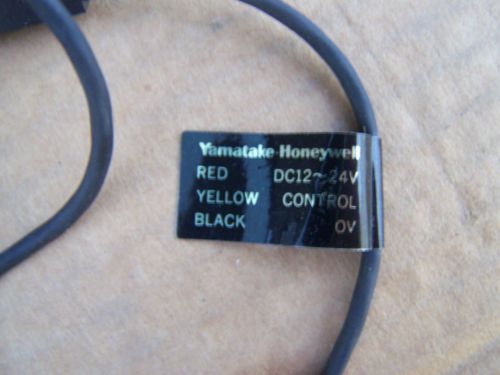 Yamatake-Honeywell
RED DC12~24V
YELLOW CONTROL
BLACK 0V